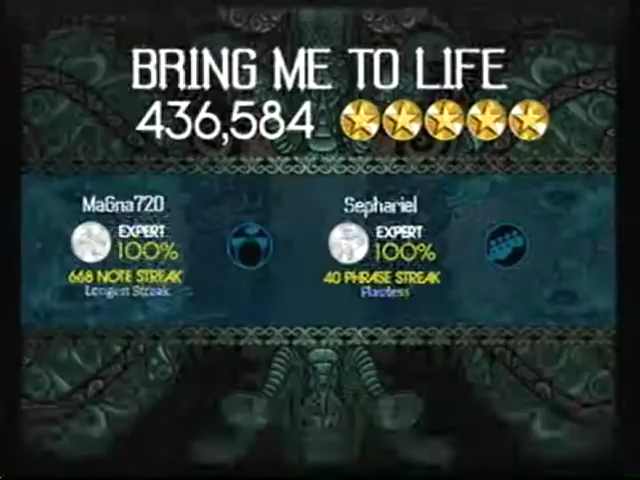 BRING ME TO LIFE
436,584
MaGna720
EXPERT
100%
668 NOTE STREAK
Longest Streak
Sephariel
EXPERT
100%
40 PHRASE STREAK
Flawless